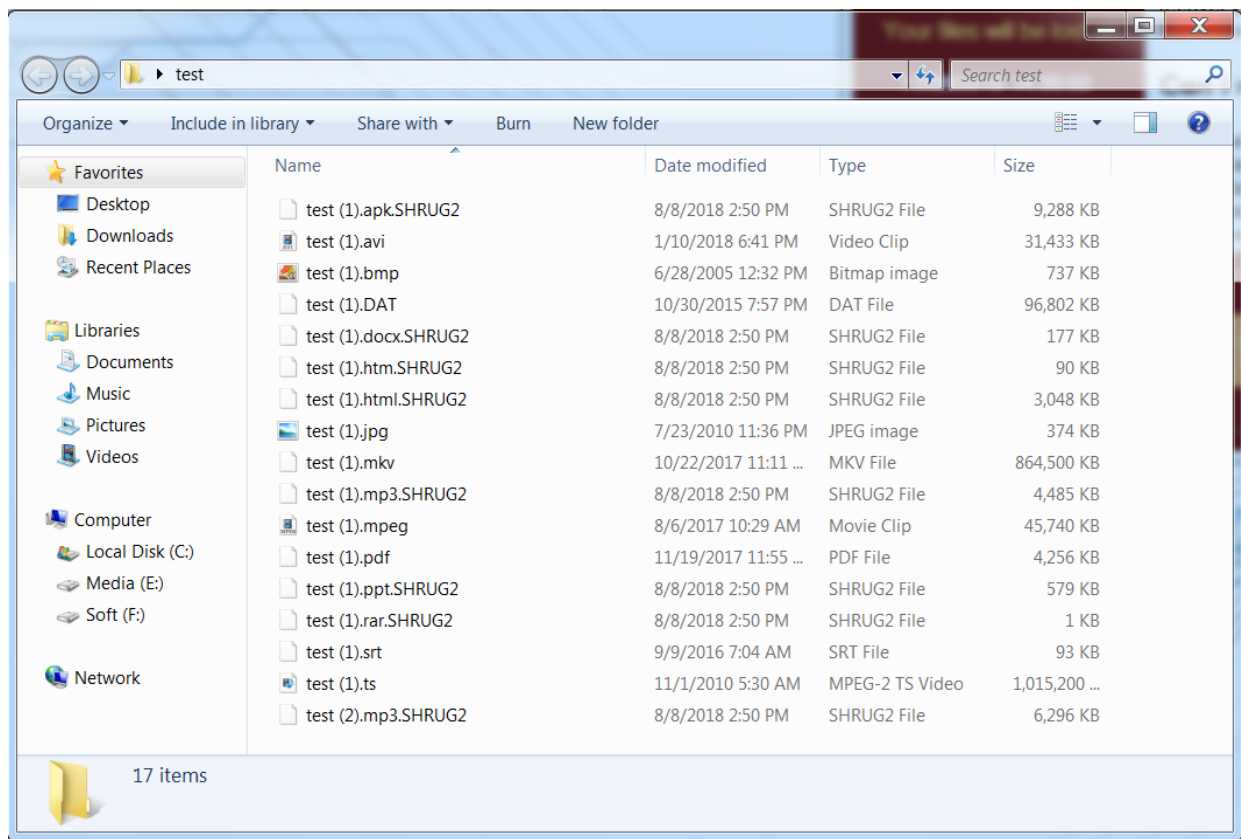 Your files will be lost
test
Search test
Organize Include in library Share with Burn New folder
Name Date modified Type Size
Favorites
Desktop
Downloads
Recent Places
Libraries
Documents
Music
Pictures
Videos
Computer
Local Disk (C:)
Media (E:)
Soft (F:)
Network
test (1).apk.SHRUG2 8/8/2018 2:50 PM SHRUG2 File 9,288 KB
test (1).avi 1/10/2018 6:41 PM Video Clip 31,433 KB
test (1).bmp 6/28/2005 12:32 PM Bitmap image 737 KB
test (1).DAT 10/30/2015 7:57 PM DAT File 96,802 KB
test (1).docx.SHRUG2 8/8/2018 2:50 PM SHRUG2 File 177 KB
test (1).htm.SHRUG2 8/8/2018 2:50 PM SHRUG2 File 90 KB
test (1).html.SHRUG2 8/8/2018 2:50 PM SHRUG2 File 3,048 KB
test (1).jpg 7/23/2010 11:36 PM JPEG image 374 KB
test (1).mkv 10/22/2017 11:11 ... MKV File 864,500 KB
test (1).mp3.SHRUG2 8/8/2018 2:50 PM SHRUG2 File 4,485 KB
test (1).mpeg 8/6/2017 10:29 AM Movie Clip 45,740 KB
test (1).pdf 11/19/2017 11:55 ... PDF File 4,256 KB
test (1).ppt.SHRUG2 8/8/2018 2:50 PM SHRUG2 File 579 KB
test (1).rar.SHRUG2 8/8/2018 2:50 PM SHRUG2 File 1 KB
test (1).srt 9/9/2016 7:04 AM SRT File 93 KB
test (1).ts 11/1/2010 5:30 AM MPEG-2 TS Video 1,015,200 ...
test (2).mp3.SHRUG2 8/8/2018 2:50 PM SHRUG2 File 6,296 KB
17 items